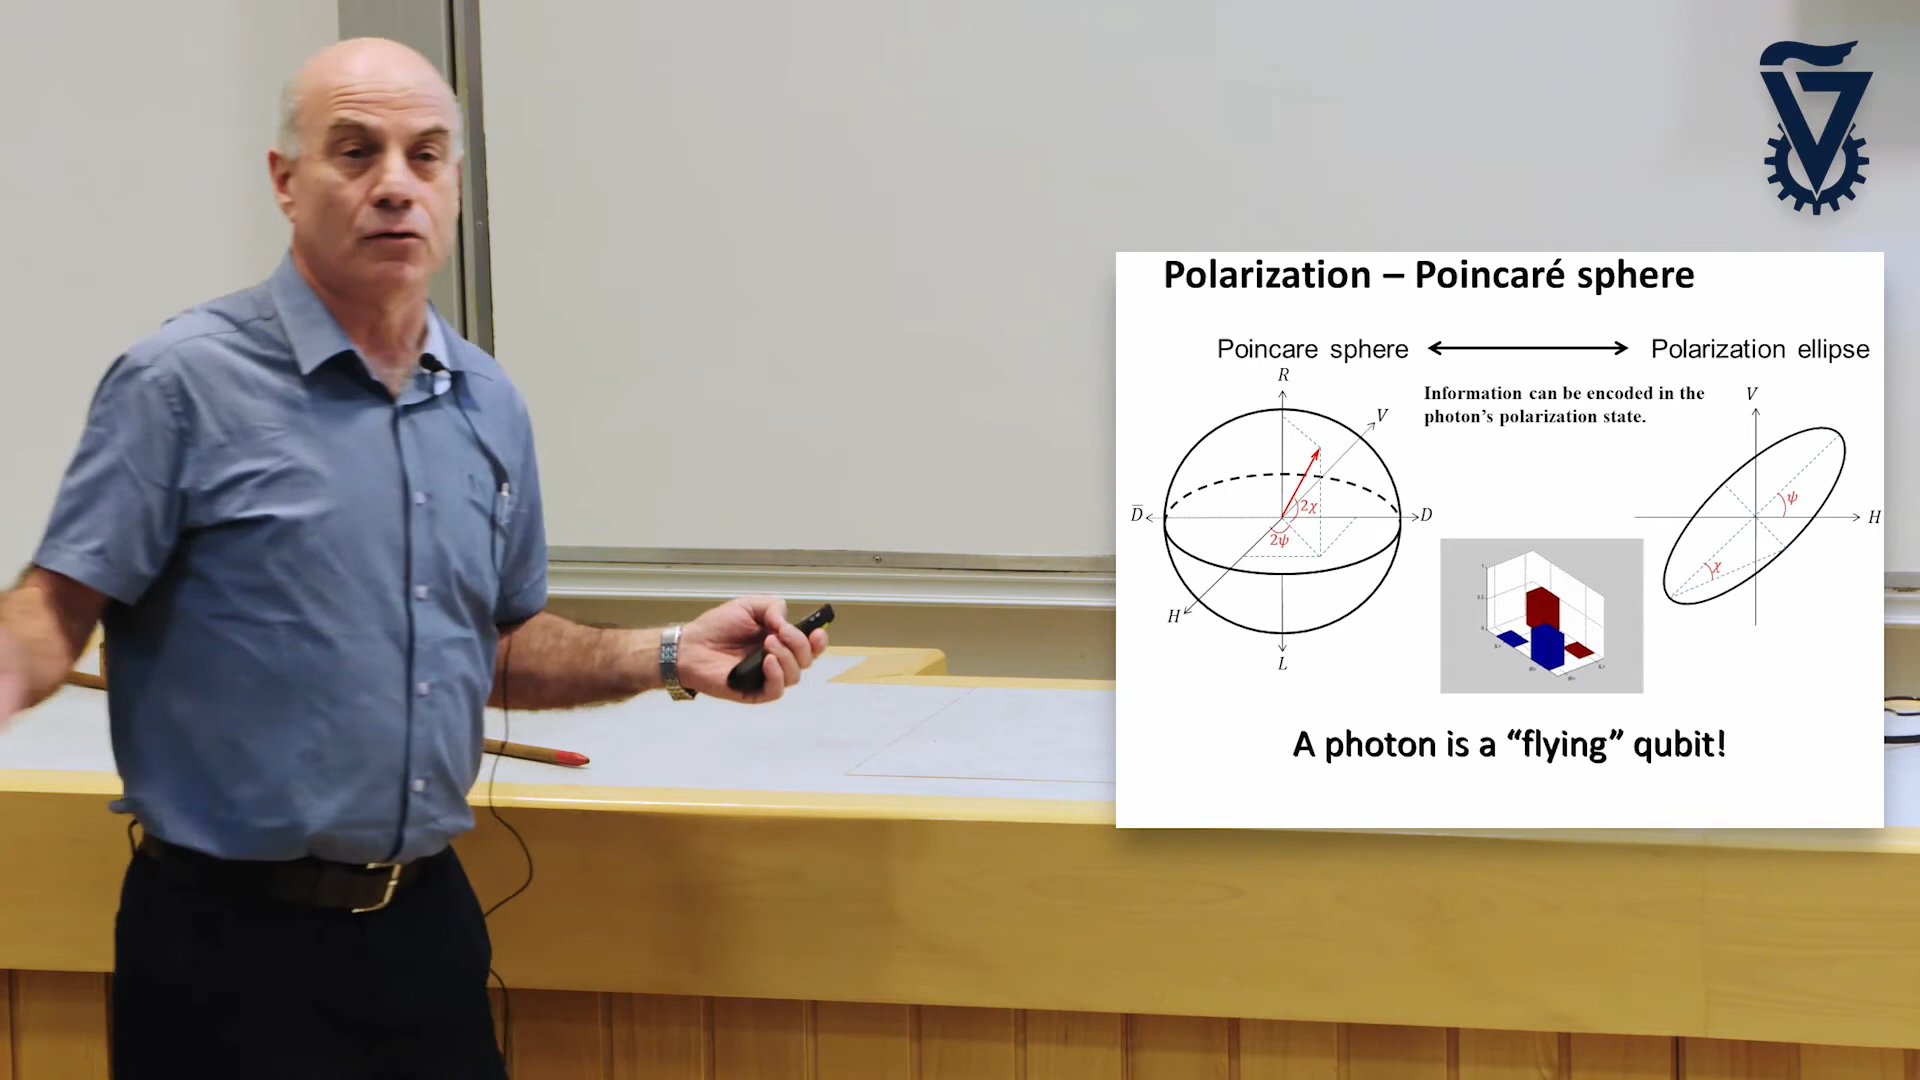 Polarization – Poincaré sphere
Poincare sphere
Polarization ellipse
R
V
Information can be encoded in the
photon’s polarization state.
V
D̅
2χ
D
2ψ
H
L
ψ
H
χ
A photon is a “flying” qubit!